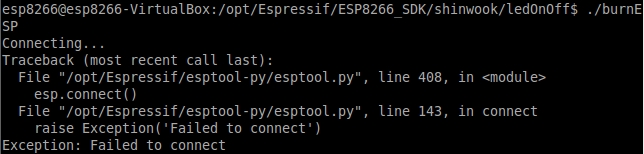 esp8266@esp8266-VirtualBox:/opt/Espressif/ESP8266_SDK/shinwook/ledOnOff$ ./burnE
SP
Connecting...
Traceback (most recent call last):
  File "/opt/Espressif/esptool-py/esptool.py", line 408, in <module>
    esp.connect()
  File "/opt/Espressif/esptool-py/esptool.py", line 143, in connect
    raise Exception('Failed to connect')
Exception: Failed to connect